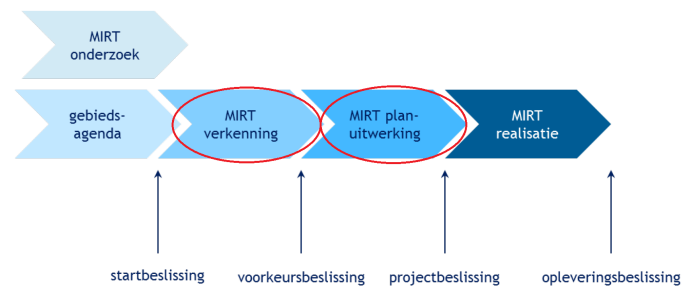 MIRT
onderzoek
gebieds-
agenda
MIRT
verkenning
MIRT plan-
uitwerking
MIRT
realisatie
startbeslissing
voorkeursbeslissing
projectbeslissing
opleveringsbeslissing